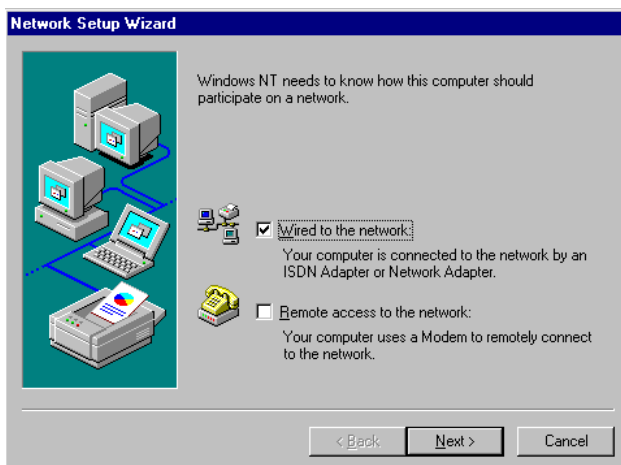 Network Setup Wizard
Windows NT needs to know how this computer should
participate on a network.
Wired to the network:
Your computer is connected to the network by an
ISDN Adapter or Network Adapter.
Remote access to the network:
Your computer uses a Modem to remotely connect
to the network.
< Back Next > Cancel